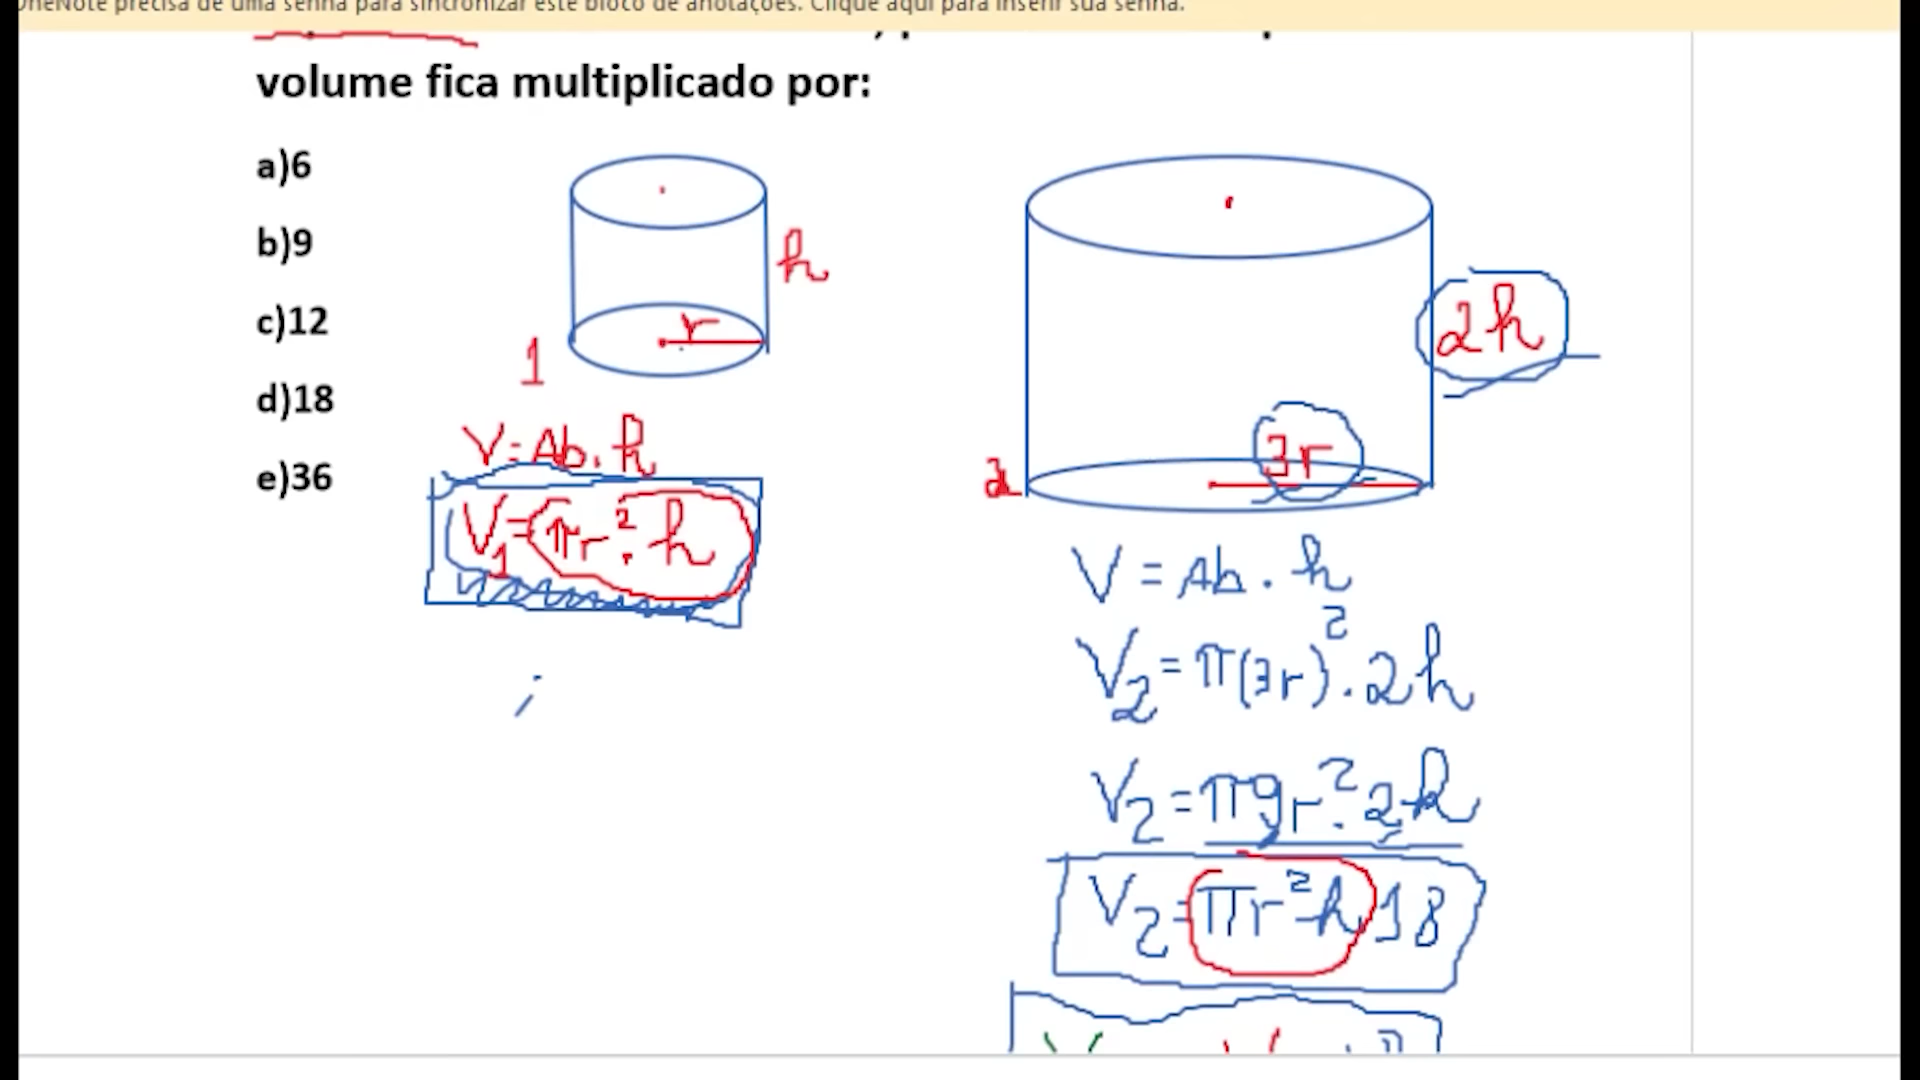 OneNote precisa de uma senha para sincronizar este bloco de anotações. Clique aqui para inserir sua senha.
volume fica multiplicado por:
a)6
b)9
c)12
d)18
e)36
h
r
1
V=Ab.h
V1=πr².h
2h
3r
2
V=Ab.h
V2=π(3r)².2h
V2=π9r².2h
V2=πr²h18